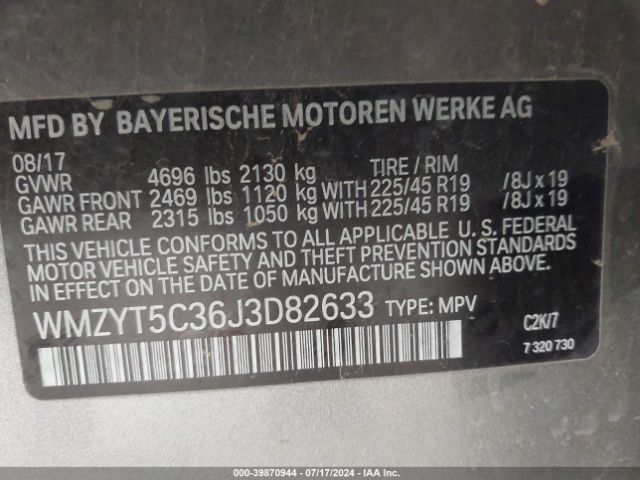 MFD BY BAYERISCHE MOTOREN WERKE AG
08/17 TIRE / RIM
GVWR 4696 lbs 2130 kg
GAWR FRONT 2469 lbs 1120 kg WITH 225/45 R19 /8J x 19
GAWR REAR 2315 lbs 1050 kg WITH 225/45 R19 /8J x 19
THIS VEHICLE CONFORMS TO ALL APPLICABLE U. S. FEDERAL
MOTOR VEHICLE SAFETY AND THEFT PREVENTION STANDARDS
IN EFFECT ON THE DATE OF MANUFACTURE SHOWN ABOVE.
WMZYT5C36J3D82633 TYPE: MPV C2K/7
7 320 730
000-39870944 / 07/17/2024 / IAAI.COM